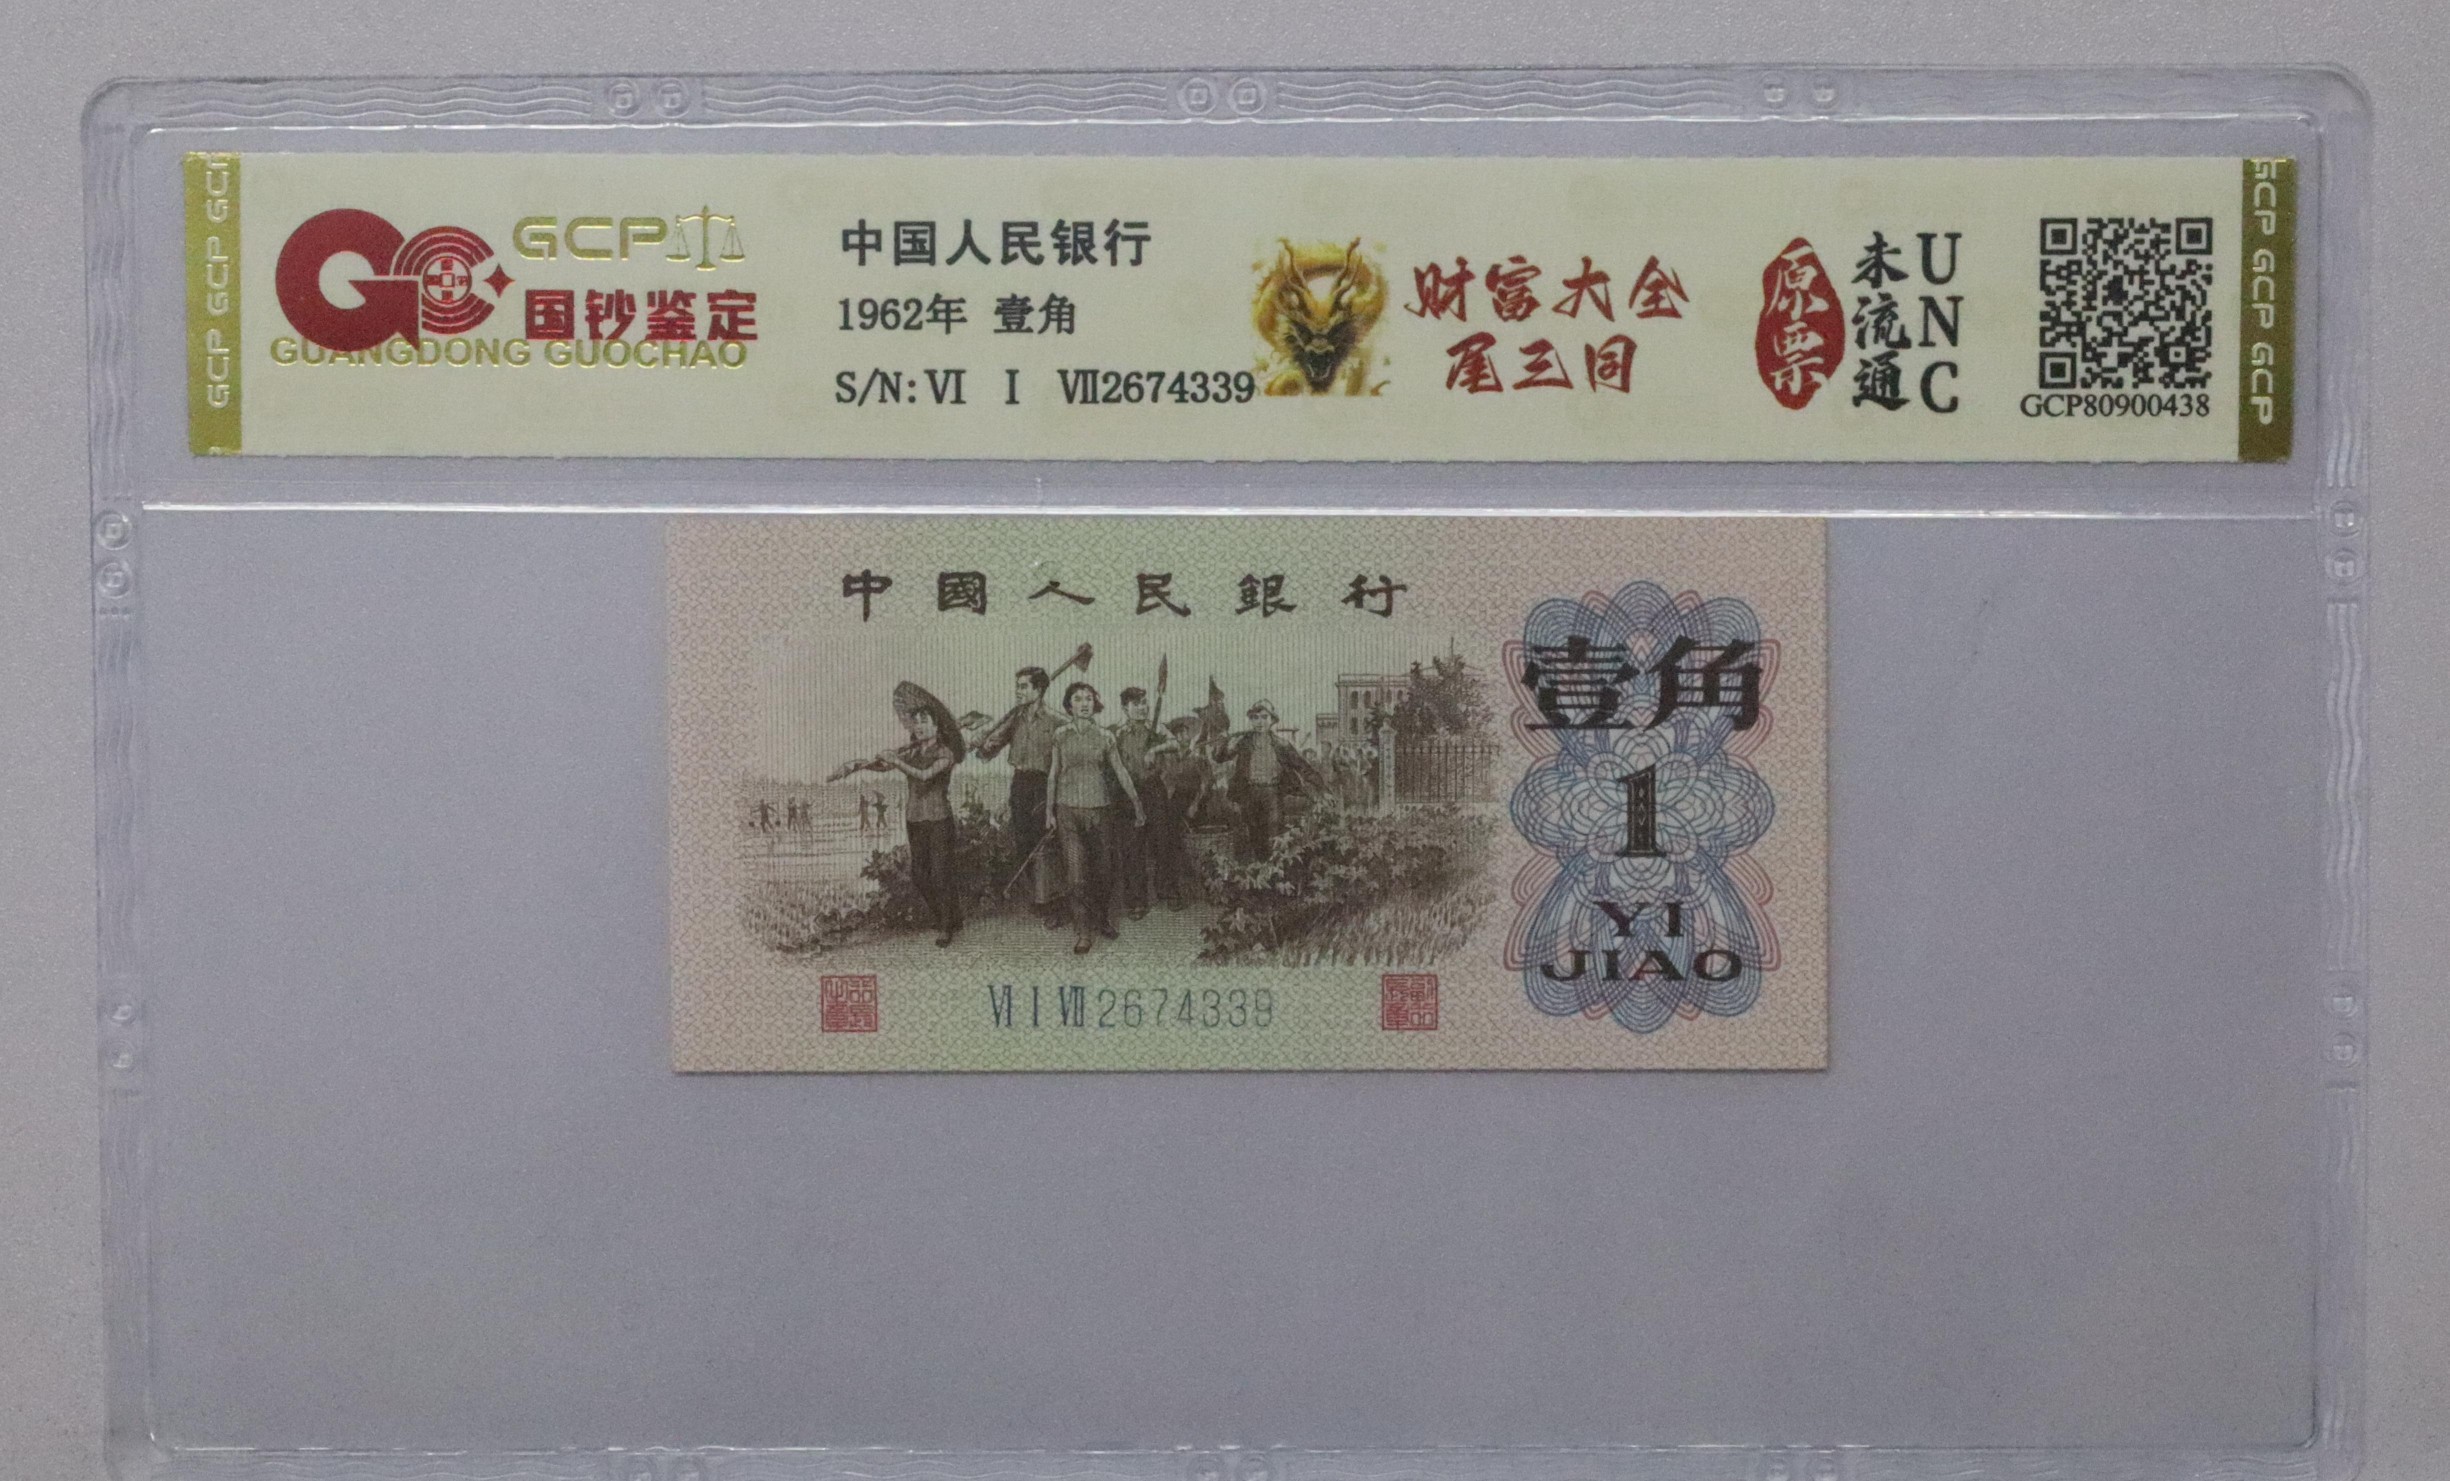 GCP
国钞鉴定
GUANGDONG GUOCHAO
中国人民银行
1962年 壹角
S/N: Ⅵ Ⅰ Ⅶ2674339
财富大全
尾三同
原票
未流通
UNC
GCP80900438
GCP GCP GCP
GCP GCP GCP
中國人民銀行
壹角
1
YI
JIAO
Ⅵ Ⅰ Ⅶ 2674339